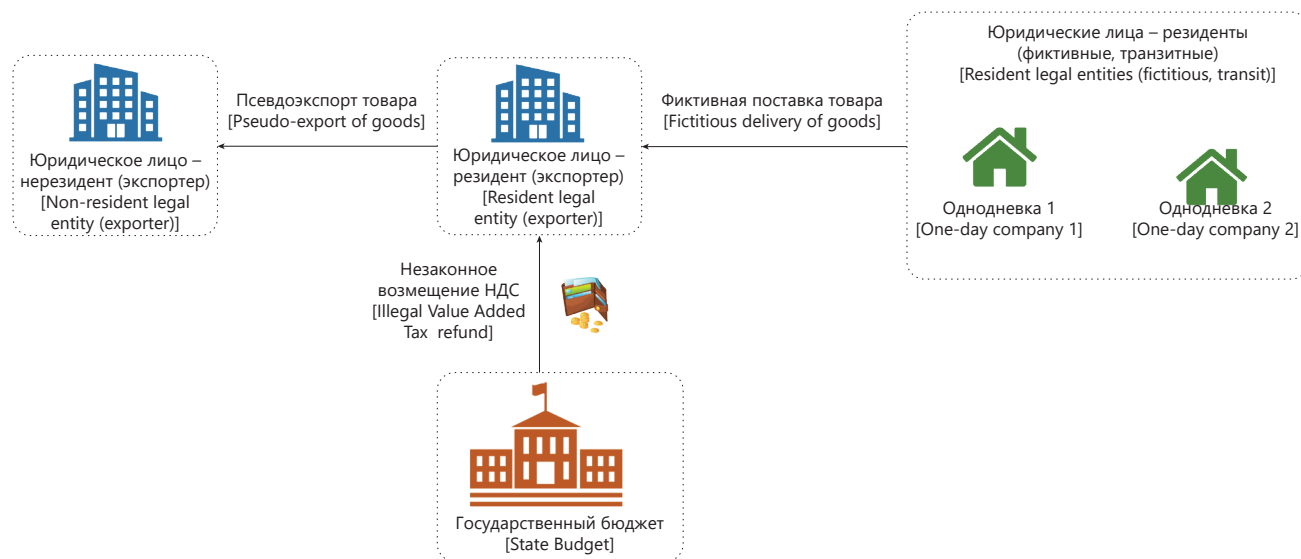 Юридические лица – резиденты
(фиктивные, транзитные)
[Resident legal entities (fictitious, transit)]
Псевдоэкспорт товара
[Pseudo-export of goods]
Фиктивная поставка товара
[Fictitious delivery of goods]
Юридическое лицо –
нерезидент (экспортер)
[Non-resident legal
entity (exporter)]
Юридическое лицо –
резидент (экспортер)
[Resident legal
entity (exporter)]
Однодневка 1
[One-day company 1]
Однодневка 2
[One-day company 2]
Незаконное
возмещение НДС
[Illegal Value Added
Tax refund]
Государственный бюджет
[State Budget]